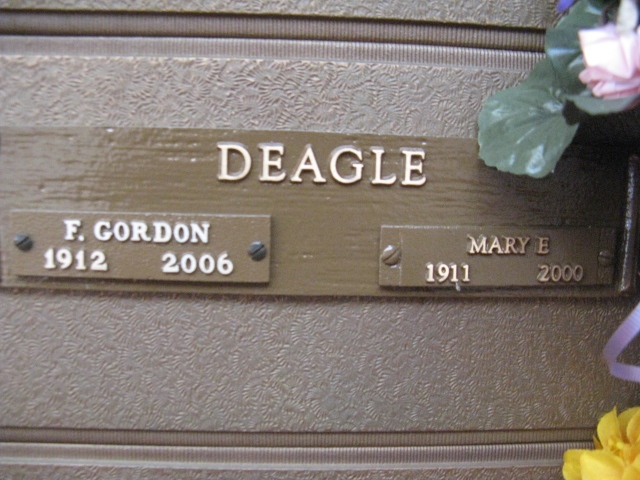 DEAGLE
F. GORDON
1912 2006
MARY E
1911 2000